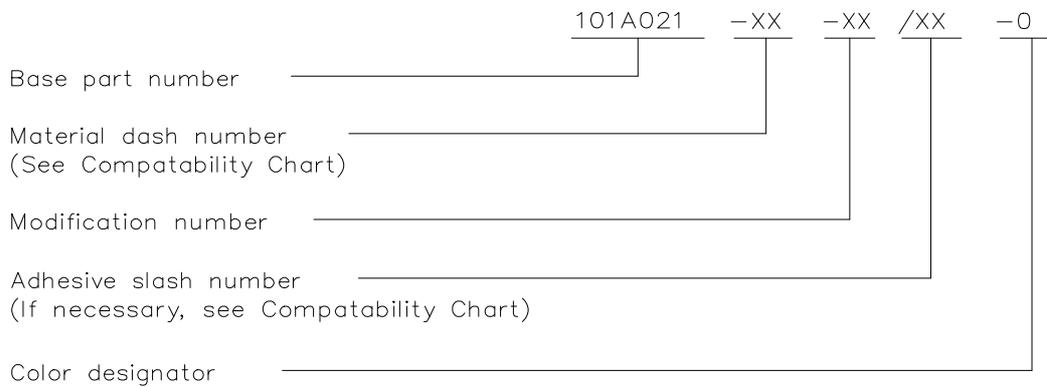 101A021 -XX -XX /XX -0
Base part number
Material dash number
(See Compatability Chart)
Modification number
Adhesive slash number
(If necessary, see Compatability Chart)
Color designator